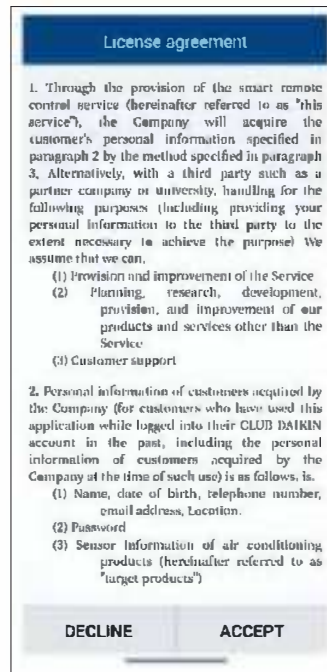 License agreement
1. Through the provision of the smart remote
control service (hereinafter referred to as "this
service"), the Company will acquire the
customer's personal information specified in
paragraph 2 by the method specified in paragraph
3. Alternatively, with a third party such as a
partner company or university, handling for the
following purposes (including providing your
personal information to the third party to the
extent necessary to achieve the purpose) We
assume that we can,
(1) Provision and improvement of the Service
(2) Planning, research, development,
provision, and improvement of our
products and services other than the
Service
(3) Customer support
2. Personal information of customers acquired by
the Company (for customers who have used this
application while logged into their CLUB DAIKIN
account in the past, including the personal
information of customers acquired by the
Company at the time of such use) is as follows, is.
(1) Name, date of birth, telephone number,
email address, Location.
(2) Password
(3) Sensor Information of air conditioning
products (hereinafter referred to as
"target products")
DECLINE ACCEPT